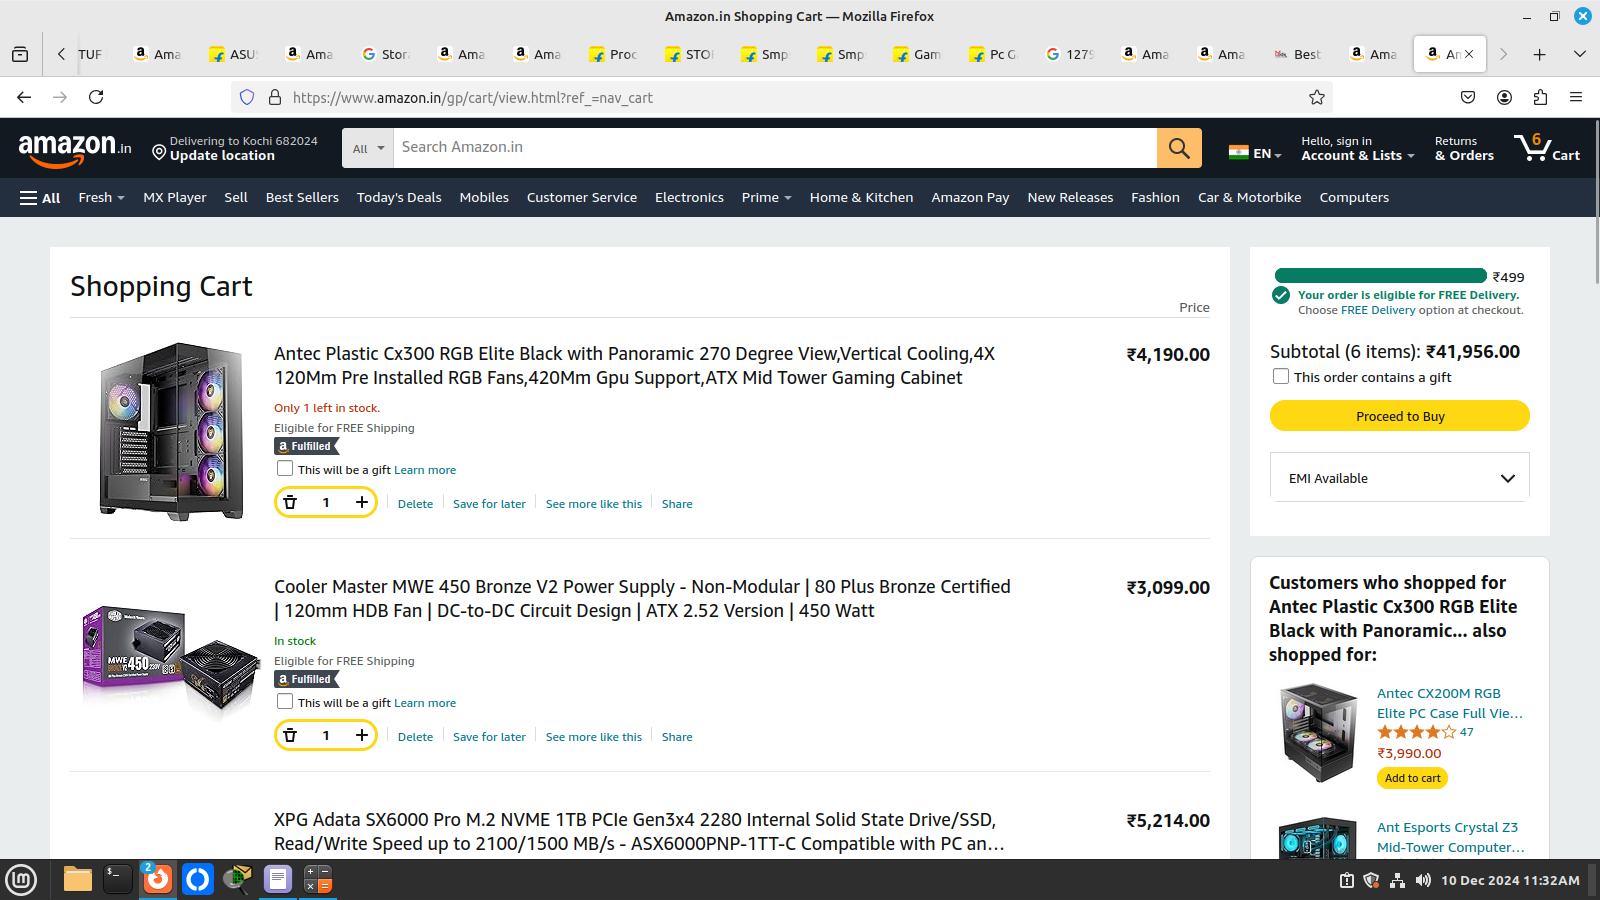 Amazon.in Shopping Cart — Mozilla Firefox
TUF Ama ASUS Ama Stora Ama Ama Proc STOR Smp Smp Gam Pc G 1279 Ama Ama Best Ama Am
https://www.amazon.in/gp/cart/view.html?ref_=nav_cart
amazon.in
Delivering to Kochi 682024
Update location
All
Search Amazon.in
EN
Hello, sign in
Account & Lists
Returns
& Orders
6
Cart
All Fresh MX Player Sell Best Sellers Today's Deals Mobiles Customer Service Electronics Prime Home & Kitchen Amazon Pay New Releases Fashion Car & Motorbike Computers
Shopping Cart
Price
Antec Plastic Cx300 RGB Elite Black with Panoramic 270 Degree View,Vertical Cooling,4X
120Mm Pre Installed RGB Fans,420Mm Gpu Support,ATX Mid Tower Gaming Cabinet
₹4,190.00
Only 1 left in stock.
Eligible for FREE Shipping
a Fulfilled
This will be a gift Learn more
1
Delete Save for later See more like this Share
Cooler Master MWE 450 Bronze V2 Power Supply - Non-Modular | 80 Plus Bronze Certified
| 120mm HDB Fan | DC-to-DC Circuit Design | ATX 2.52 Version | 450 Watt
₹3,099.00
In stock
Eligible for FREE Shipping
a Fulfilled
This will be a gift Learn more
1
Delete Save for later See more like this Share
MWE
450
XPG Adata SX6000 Pro M.2 NVME 1TB PCIe Gen3x4 2280 Internal Solid State Drive/SSD,
Read/Write Speed up to 2100/1500 MB/s - ASX6000PNP-1TT-C Compatible with PC an…
₹5,214.00
₹499
Your order is eligible for FREE Delivery.
Choose FREE Delivery option at checkout.
Subtotal (6 items): ₹41,956.00
This order contains a gift
Proceed to Buy
EMI Available
Customers who shopped for
Antec Plastic Cx300 RGB Elite
Black with Panoramic... also
shopped for:
Antec CX200M RGB
Elite PC Case Full Vie…
47
₹3,990.00
Add to cart
Ant Esports Crystal Z3
Mid-Tower Computer…
2
10 Dec 2024 11:32AM